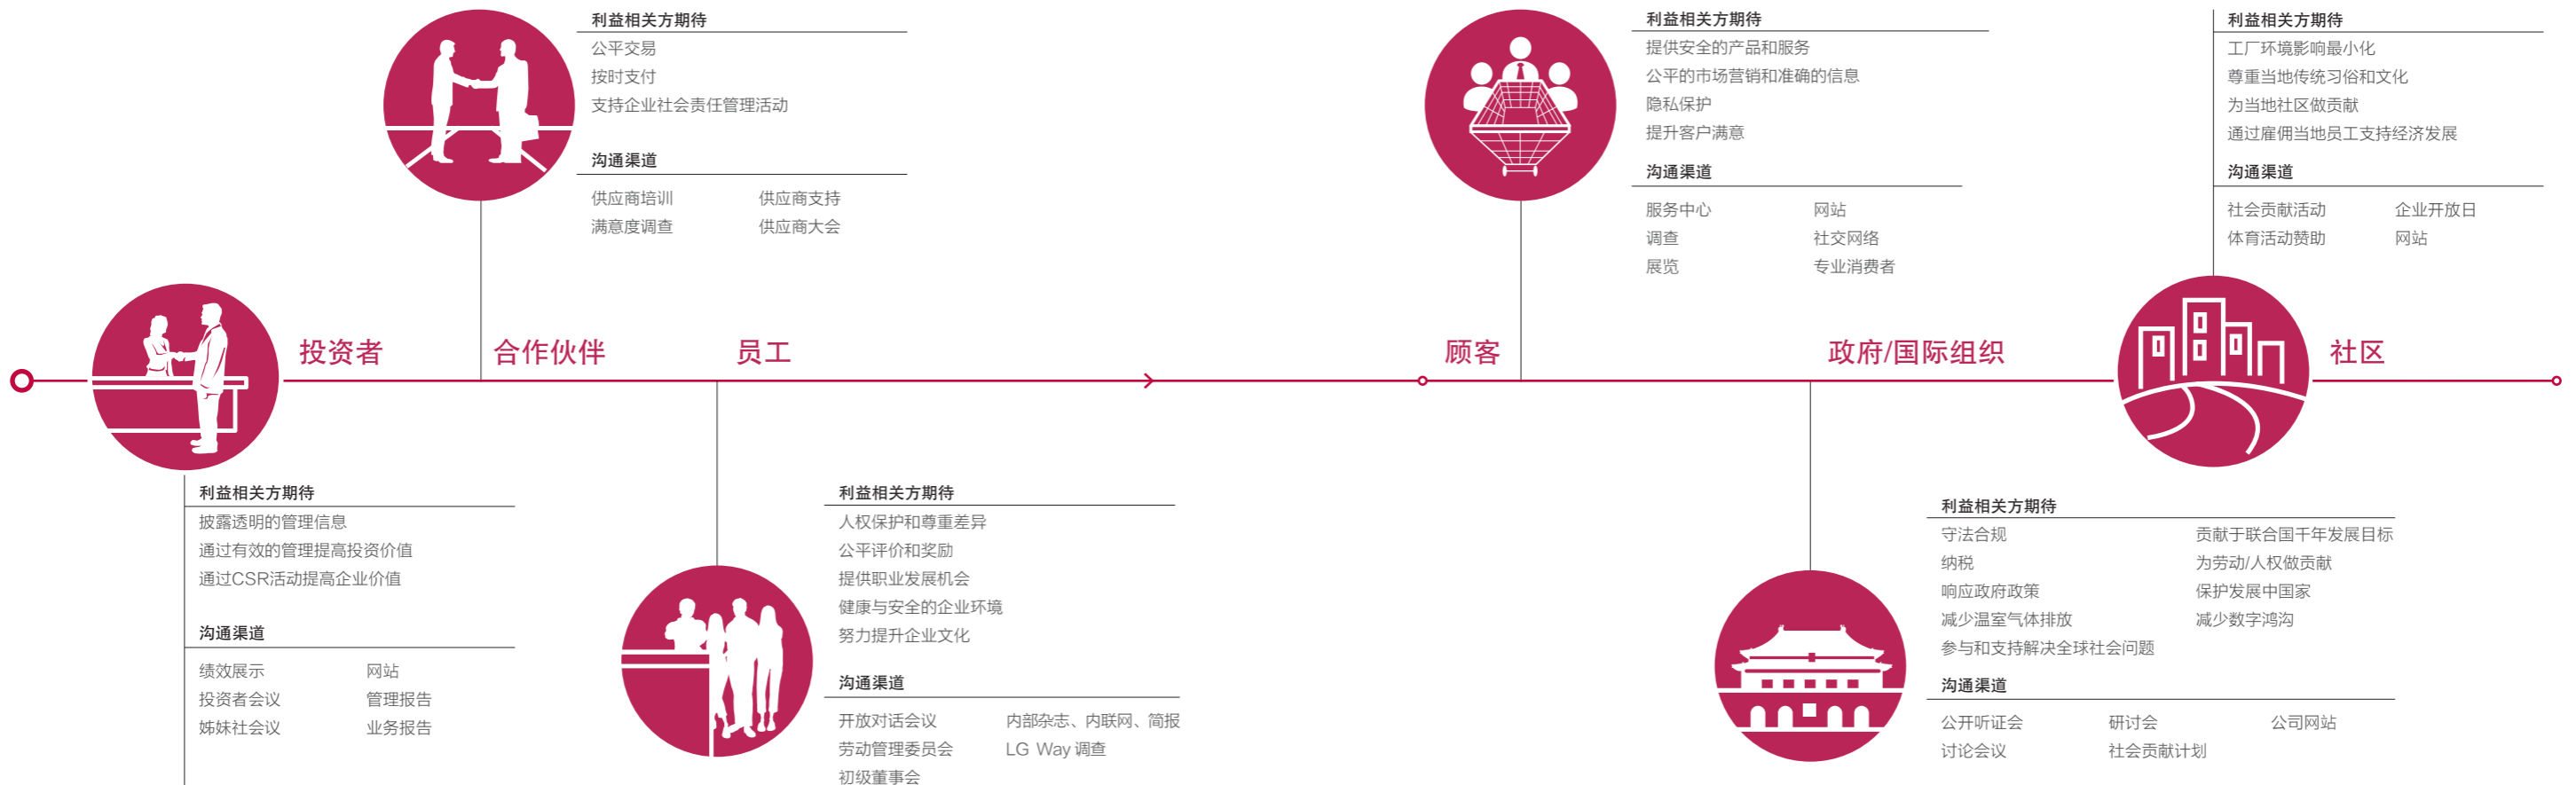 利益相关方期待
公平交易
按时支付
支持企业社会责任管理活动
沟通渠道
供应商培训 供应商支持
满意度调查 供应商大会
利益相关方期待
提供安全的产品和服务
公平的市场营销和准确的信息
隐私保护
提升客户满意
沟通渠道
服务中心 网站
调查 社交网络
展览 专业消费者
利益相关方期待
工厂环境影响最小化
尊重当地传统习俗和文化
为当地社区做贡献
通过雇佣当地员工支持经济发展
沟通渠道
社会贡献活动 企业开放日
体育活动赞助 网站
投资者 合作伙伴 员工 顾客 政府/国际组织 社区
利益相关方期待
披露透明的管理信息
通过有效的管理提高投资价值
通过CSR活动提高企业价值
沟通渠道
绩效展示 网站
投资者会议 管理报告
姊妹社会议 业务报告
利益相关方期待
人权保护和尊重差异
公平评价和奖励
提供职业发展机会
健康与安全的企业环境
努力提升企业文化
沟通渠道
开放对话会议 内部杂志、内联网、简报
劳动管理委员会 LG Way 调查
初级董事会
利益相关方期待
守法合规 贡献于联合国千年发展目标
纳税 为劳动/人权做贡献
响应政府政策 保护发展中国家
减少温室气体排放 减少数字鸿沟
参与和支持解决全球社会问题
沟通渠道
公开听证会 研讨会 公司网站
讨论会议 社会贡献计划